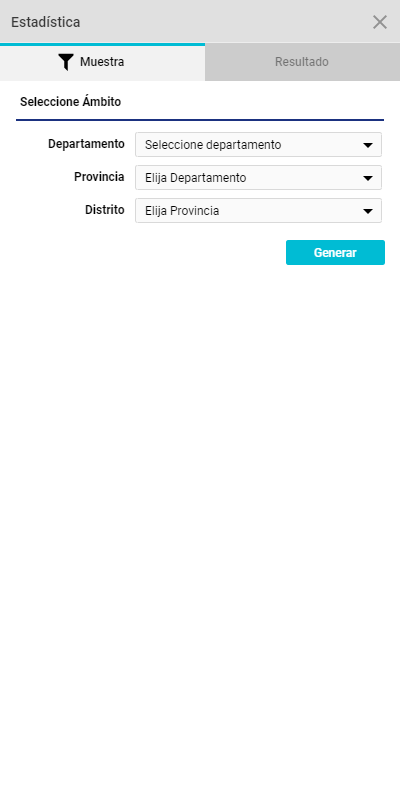 Estadística
Muestra
Resultado
Seleccione Ámbito
Departamento Seleccione departamento
Provincia Elija Departamento
Distrito Elija Provincia
Generar